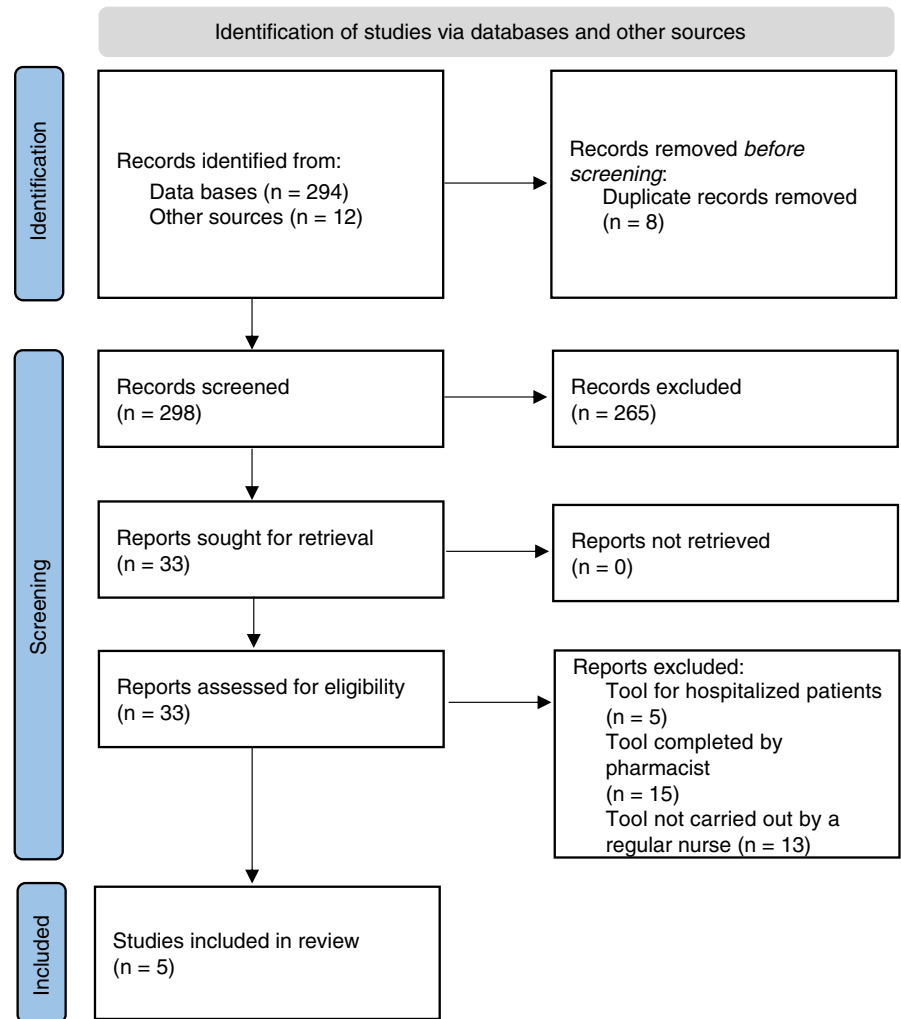 Identification of studies via databases and other sources
Identification
Records identified from:
Data bases (n = 294)
Other sources (n = 12)
Records removed before
screening:
Duplicate records removed
(n = 8)
Screening
Records screened
(n = 298)
Records excluded
(n = 265)
Reports sought for retrieval
(n = 33)
Reports not retrieved
(n = 0)
Reports assessed for eligibility
(n = 33)
Reports excluded:
Tool for hospitalized patients
(n = 5)
Tool completed by
pharmacist
(n = 15)
Tool not carried out by a
regular nurse (n = 13)
Included
Studies included in review
(n = 5)